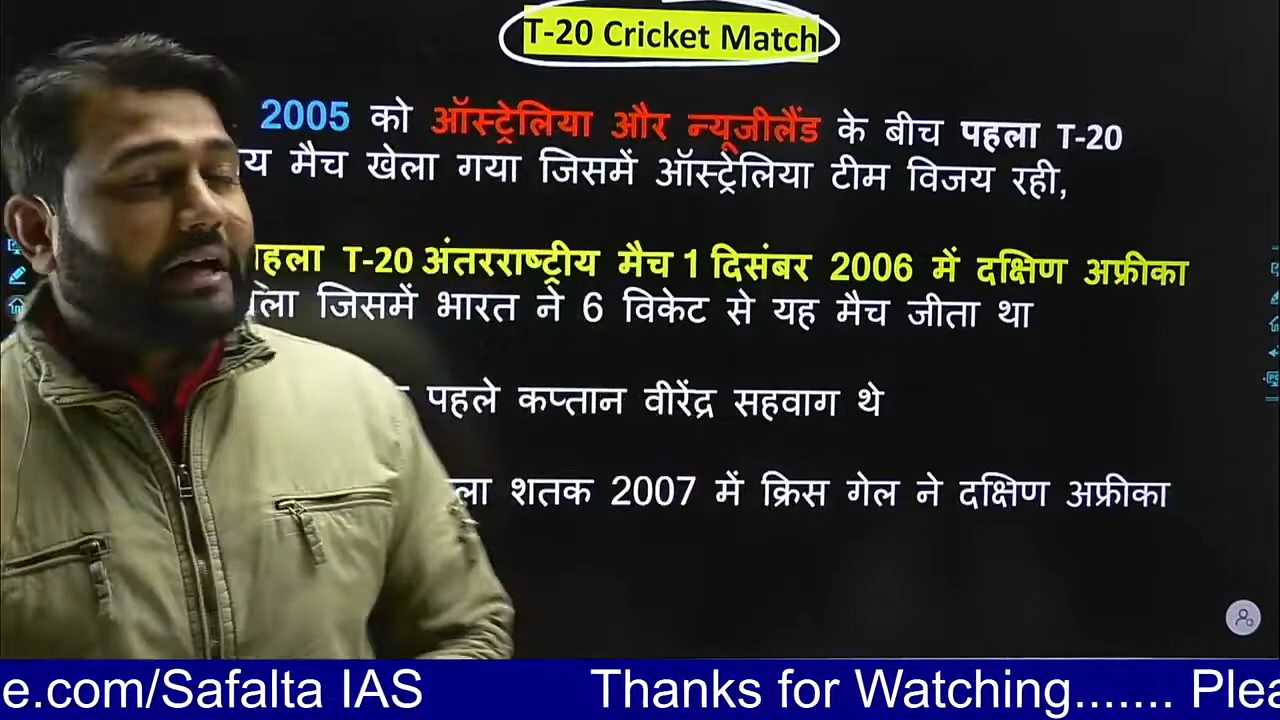 T-20 Cricket Match
2005 को ऑस्ट्रेलिया और न्यूजीलैंड के बीच पहला T-20
मैच खेला गया जिसमें ऑस्ट्रेलिया टीम विजय रही,
T-20 अंतरराष्ट्रीय मैच 1 दिसंबर 2006 में दक्षिण अफ्रीका
जिसमें भारत ने 6 विकेट से यह मैच जीता था
पहले कप्तान वीरेंद्र सहवाग थे
शतक 2007 में क्रिस गेल ने दक्षिण अफ्रीका
e.com/Safalta IAS Thanks for Watching....... Plea